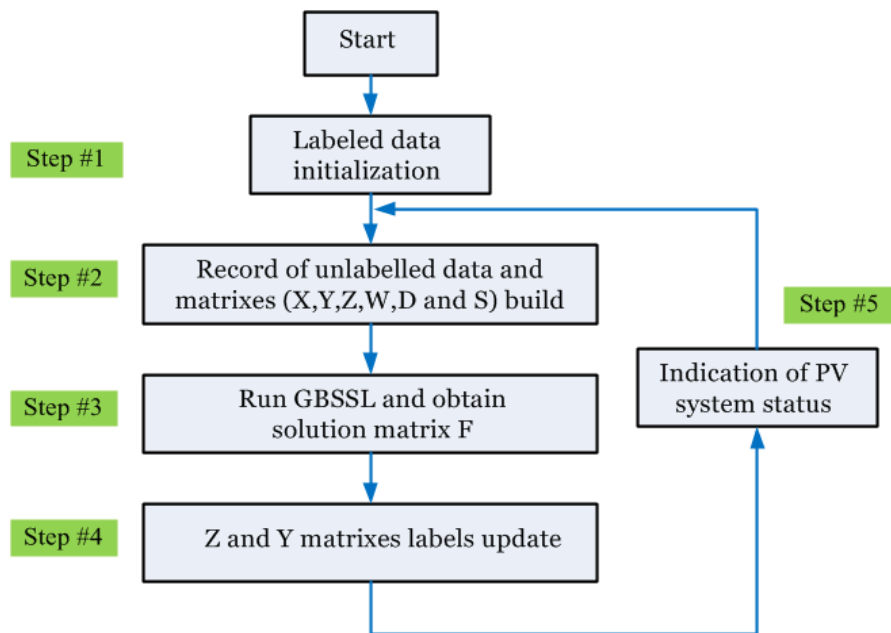 Start
Step #1
Labeled data
initialization
Step #2
Record of unlabelled data and
matrixes (X,Y,Z,W,D and S) build
Step #5
Indication of PV
system status
Step #3
Run GBSSL and obtain
solution matrix F
Step #4
Z and Y matrixes labels update